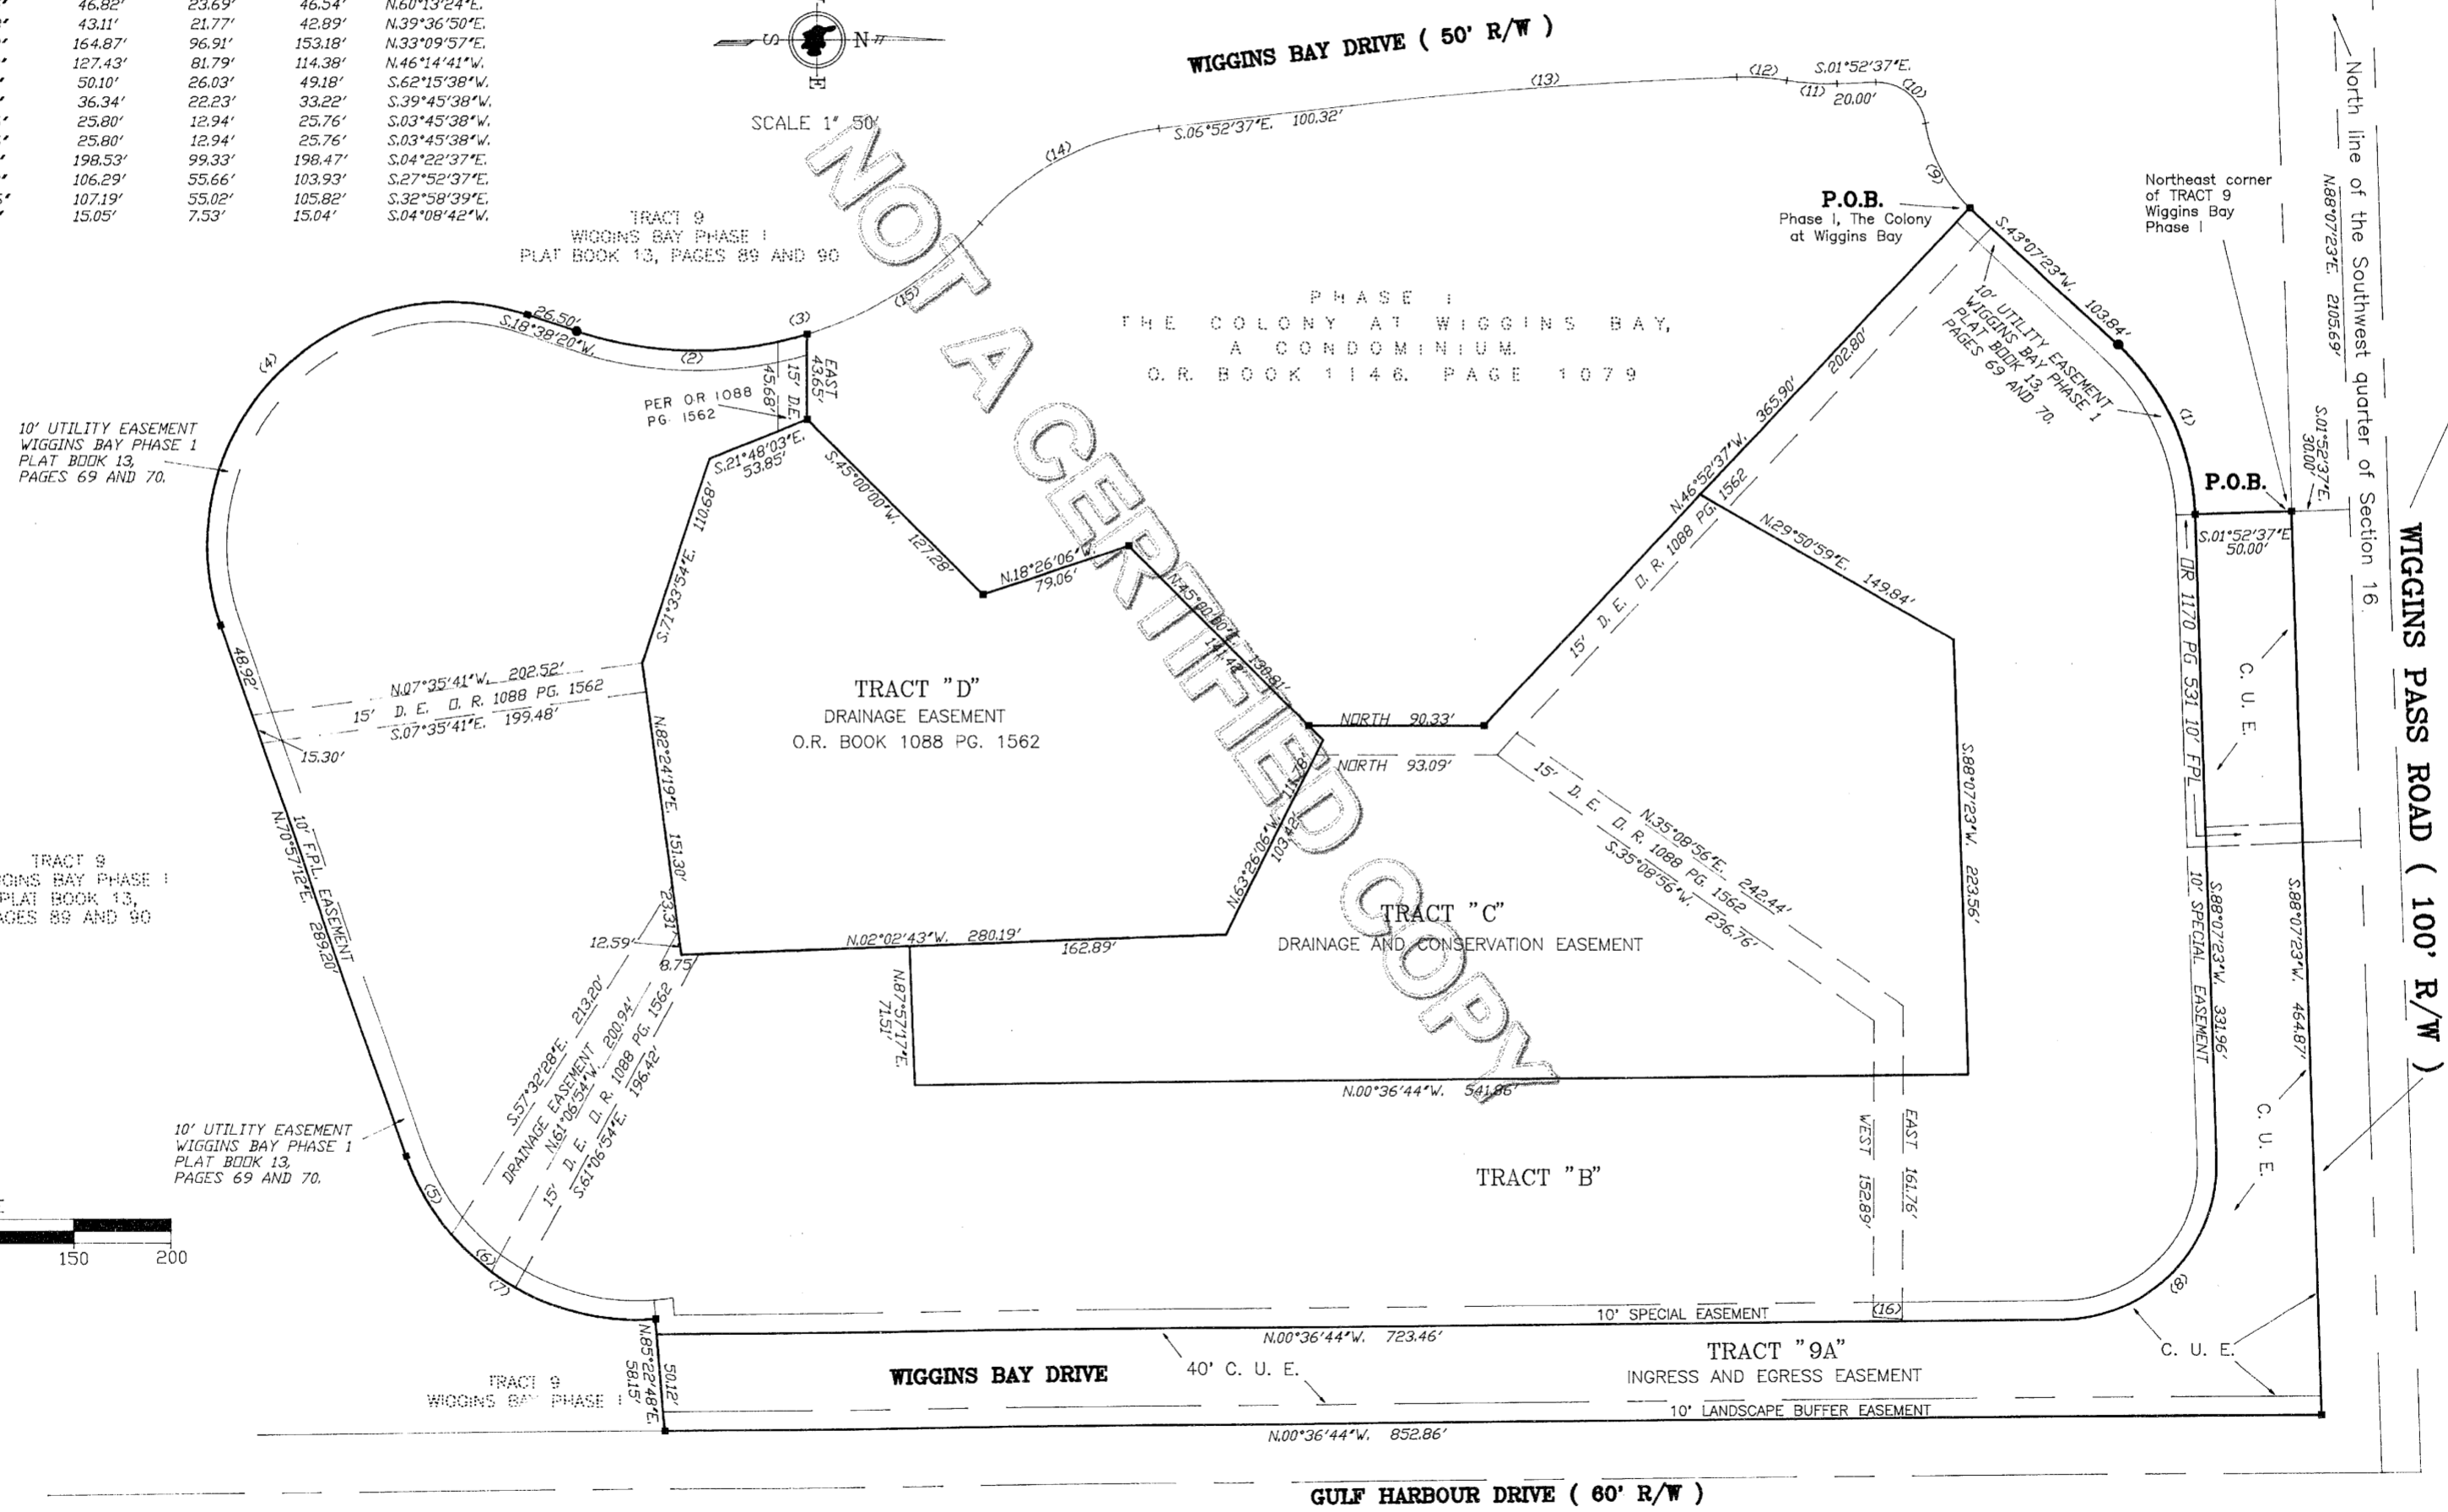 46.82' 23.69' 46.54' N.60°13'24"E.
43.11' 21.77' 42.89' N.39°36'50"E.
164.87' 96.91' 153.18' N.33°09'57"E.
127.43' 81.79' 114.38' N.46°14'41"W.
50.10' 26.03' 49.18' S.62°15'38"W.
36.34' 22.23' 33.22' S.39°45'38"W.
25.80' 12.94' 25.76' S.03°45'38"W.
25.80' 12.94' 25.76' S.03°45'38"W.
198.53' 99.33' 198.47' S.04°22'37"E.
106.29' 55.66' 103.93' S.27°52'37"E.
107.19' 55.02' 105.82' S.32°58'39"E.
15.05' 7.53' 15.04' S.04°08'42"W.
S
N
E
SCALE 1" 50'
WIGGINS BAY DRIVE ( 50' R/W )
(13)
(12)
S.01°52'37"E.
(11) 20.00'
(10)
(9)
S.06°52'37"E. 100.32'
(14)
(15)
TRACT 9
WIGGINS BAY PHASE I
PLAT BOOK 13, PAGES 89 AND 90
NOT A CERTIFIED COPY
P.O.B.
Phase I, The Colony
at Wiggins Bay
Northeast corner
of TRACT 9
Wiggins Bay
Phase I
North line of the Southwest quarter of Section 16
N.88°07'23"E. 2105.69'
S.43°07'23"W. 103.84'
10' UTILITY EASEMENT
WIGGINS BAY PHASE 1
PLAT BOOK 13,
PAGES 69 AND 70.
PHASE I
THE COLONY AT WIGGINS BAY,
A CONDOMINIUM.
O.R. BOOK 1146. PAGE 1079
26.50'
S.18°38'20"W.
(2)
(3)
(4)
EAST
43.65'
15' D.E.
45.68'
PER OR 1088
PG. 1562
S.21°48'03"E.
53.85'
S.45°00'00"W.
127.28'
N.18°26'06"W.
79.06'
202.80'
N.46°52'37"W. 365.90'
15' D. E. O. R. 1088 PG. 1562
N.29°50'59"E. 149.84'
(1)
P.O.B.
S.01°52'37"E.
30.00'
S.01°52'37"E
50.00'
WIGGINS PASS ROAD ( 100' R/W )
OR 1170 PG 531 10' FPL
C. U. E.
10' UTILITY EASEMENT
WIGGINS BAY PHASE 1
PLAT BOOK 13,
PAGES 69 AND 70.
S.71°33'54"E. 110.68'
48.92'
N.07°35'41"W. 202.52'
15' D. E. O. R. 1088 PG. 1562
S.07°35'41"E. 199.48'
15.30'
TRACT "D"
DRAINAGE EASEMENT
O.R. BOOK 1088 PG. 1562
N.45°00'00"E. 130.81'
NORTH 90.33'
NORTH 93.09'
N.63°26'06"W.
103.42'
15' D. E. O. R. 1088 PG. 1562
N.35°08'56"E. 242.44'
S.35°08'56"W. 236.76'
S.88°07'23"W. 223.56'
N.82°24'19"E. 151.30'
N.70°57'12"E. 289.20'
10' F.P.L. EASEMENT
TRACT 9
GINS BAY PHASE I
PLAT BOOK 13,
AGES 89 AND 90
23.31'
12.59'
8.75
N.02°02'43"W. 280.19'
162.89'
TRACT "C"
DRAINAGE AND CONSERVATION EASEMENT
N.87°57'17"E.
71.51'
S.57°32'28"E. 213.20'
DRAINAGE EASEMENT
N.61°06'54"W. 200.94'
15' D. E. O. R. 1088 PG. 1562
S.61°06'54"E. 196.42'
N.00°36'44"W. 541.86'
S.88°07'23"W. 331.96'
10' SPECIAL EASEMENT
S.88°07'23"W. 464.87'
C. U. E.
10' UTILITY EASEMENT
WIGGINS BAY PHASE 1
PLAT BOOK 13,
PAGES 69 AND 70.
(5)
(6)
(7)
TRACT "B"
WEST 152.89'
EAST 161.76'
150 200
(8)
10' SPECIAL EASEMENT
(16)
N.00°36'44"W. 723.46'
TRACT "9A"
INGRESS AND EGRESS EASEMENT
C. U. E.
N.85°22'48"E.
58.15'
50.12'
WIGGINS BAY DRIVE
40' C. U. E.
TRACT 9
WIGGINS BAY PHASE I
10' LANDSCAPE BUFFER EASEMENT
N.00°36'44"W. 852.86'
GULF HARBOUR DRIVE ( 60' R/W )